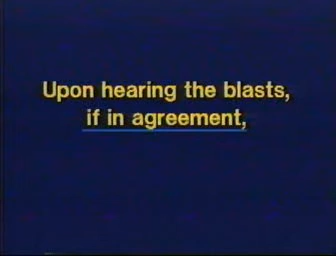 Upon hearing the blasts,
if in agreement,